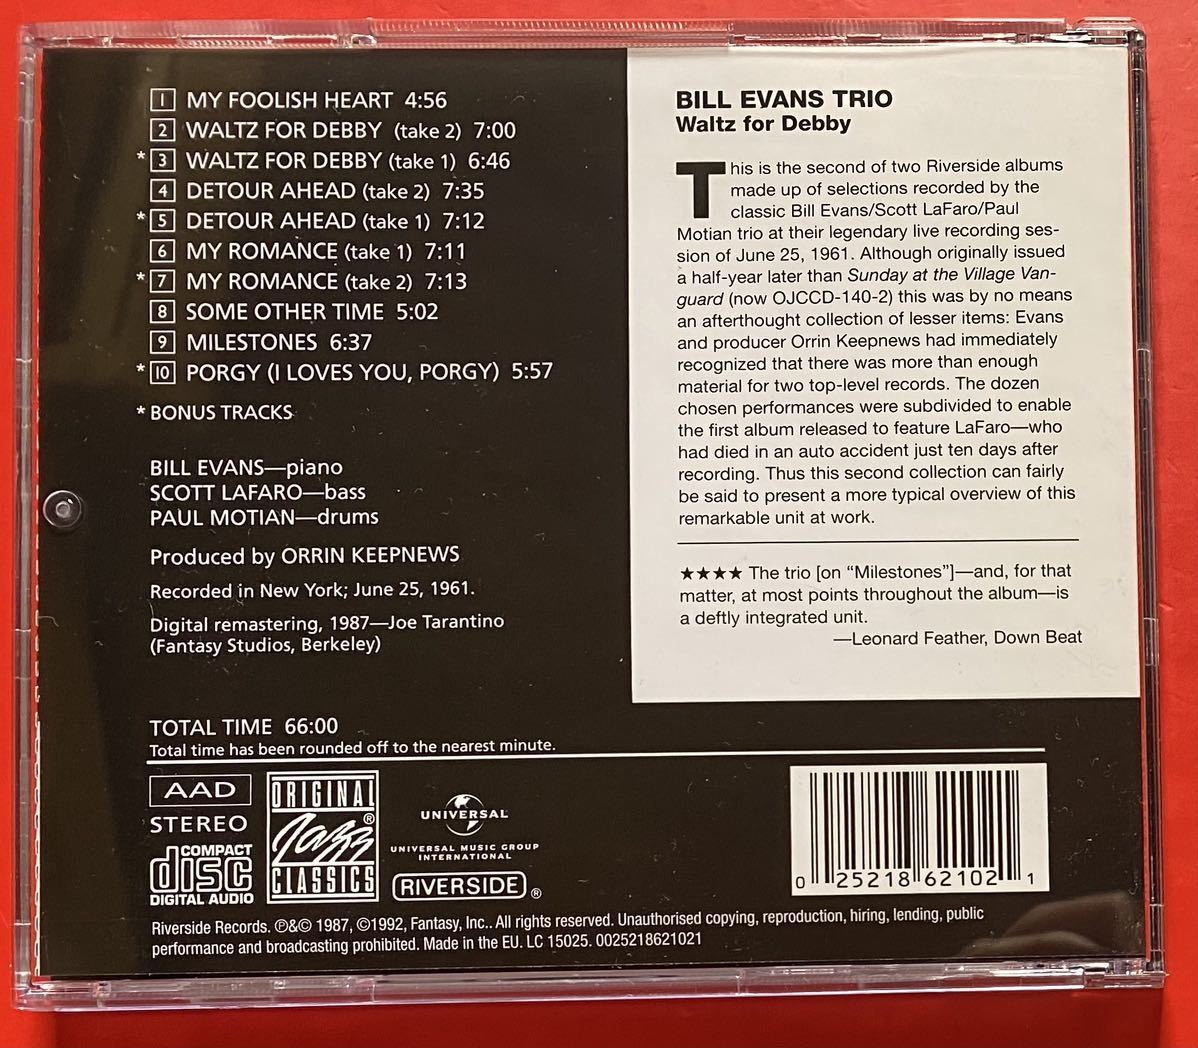 1 MY FOOLISH HEART 4:56
2 WALTZ FOR DEBBY (take 2) 7:00
* 3 WALTZ FOR DEBBY (take 1) 6:46
4 DETOUR AHEAD (take 2) 7:35
* 5 DETOUR AHEAD (take 1) 7:12
6 MY ROMANCE (take 1) 7:11
* 7 MY ROMANCE (take 2) 7:13
8 SOME OTHER TIME 5:02
9 MILESTONES 6:37
* 10 PORGY (I LOVES YOU, PORGY) 5:57
* BONUS TRACKS
BILL EVANS—piano
SCOTT LAFARO—bass
PAUL MOTIAN—drums
Produced by ORRIN KEEPNEWS
Recorded in New York; June 25, 1961.
Digital remastering, 1987—Joe Tarantino
(Fantasy Studios, Berkeley)
TOTAL TIME 66:00
Total time has been rounded off to the nearest minute.
BILL EVANS TRIO
Waltz for Debby
This is the second of two Riverside albums
made up of selections recorded by the
classic Bill Evans/Scott LaFaro/Paul
Motian trio at their legendary live recording ses-
sion of June 25, 1961. Although originally issued
a half-year later than Sunday at the Village Van-
guard (now OJCCD-140-2) this was by no means
an afterthought collection of lesser items: Evans
and producer Orrin Keepnews had immediately
recognized that there was more than enough
material for two top-level records. The dozen
chosen performances were subdivided to enable
the first album released to feature LaFaro—who
had died in an auto accident just ten days after
recording. Thus this second collection can fairly
be said to present a more typical overview of this
remarkable unit at work.
★★★★ The trio [on “Milestones”]—and, for that
matter, at most points throughout the album—is
a deftly integrated unit.
—Leonard Feather, Down Beat
AAD
STEREO
COMPACT
disc
DIGITAL AUDIO
ORIGINAL
Jazz®
CLASSICS
UNIVERSAL
UNIVERSAL MUSIC GROUP
INTERNATIONAL
RIVERSIDE®
0 25218 62102 1
Riverside Records. ℗&© 1987, ©1992, Fantasy, Inc.. All rights reserved. Unauthorised copying, reproduction, hiring, lending, public
performance and broadcasting prohibited. Made in the EU. LC 15025. 0025218621021